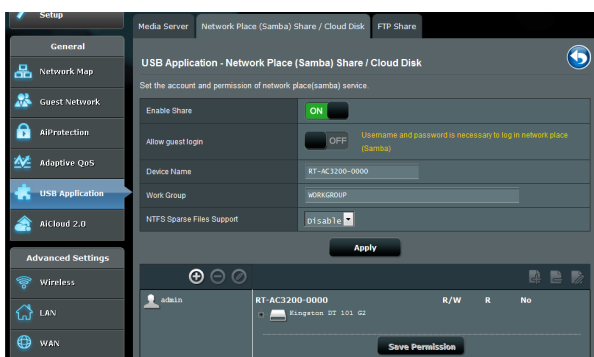 Setup
General
Network Map
Guest Network
AiProtection
Adaptive QoS
USB Application
AiCloud 2.0
Advanced Settings
Wireless
LAN
WAN
Media Server
Network Place (Samba) Share / Cloud Disk
FTP Share
USB Application - Network Place (Samba) Share / Cloud Disk
Set the account and permission of network place(samba) service.
Enable Share
ON
Allow guest login
OFF
Username and password is necessary to log in network place
(Samba)
Device Name
RT-AC3200-0000
Work Group
WORKGROUP
NTFS Sparse Files Support
Disable
Apply
admin
RT-AC3200-0000
R/W
R
No
Kingston DT 101 G2
Save Permission